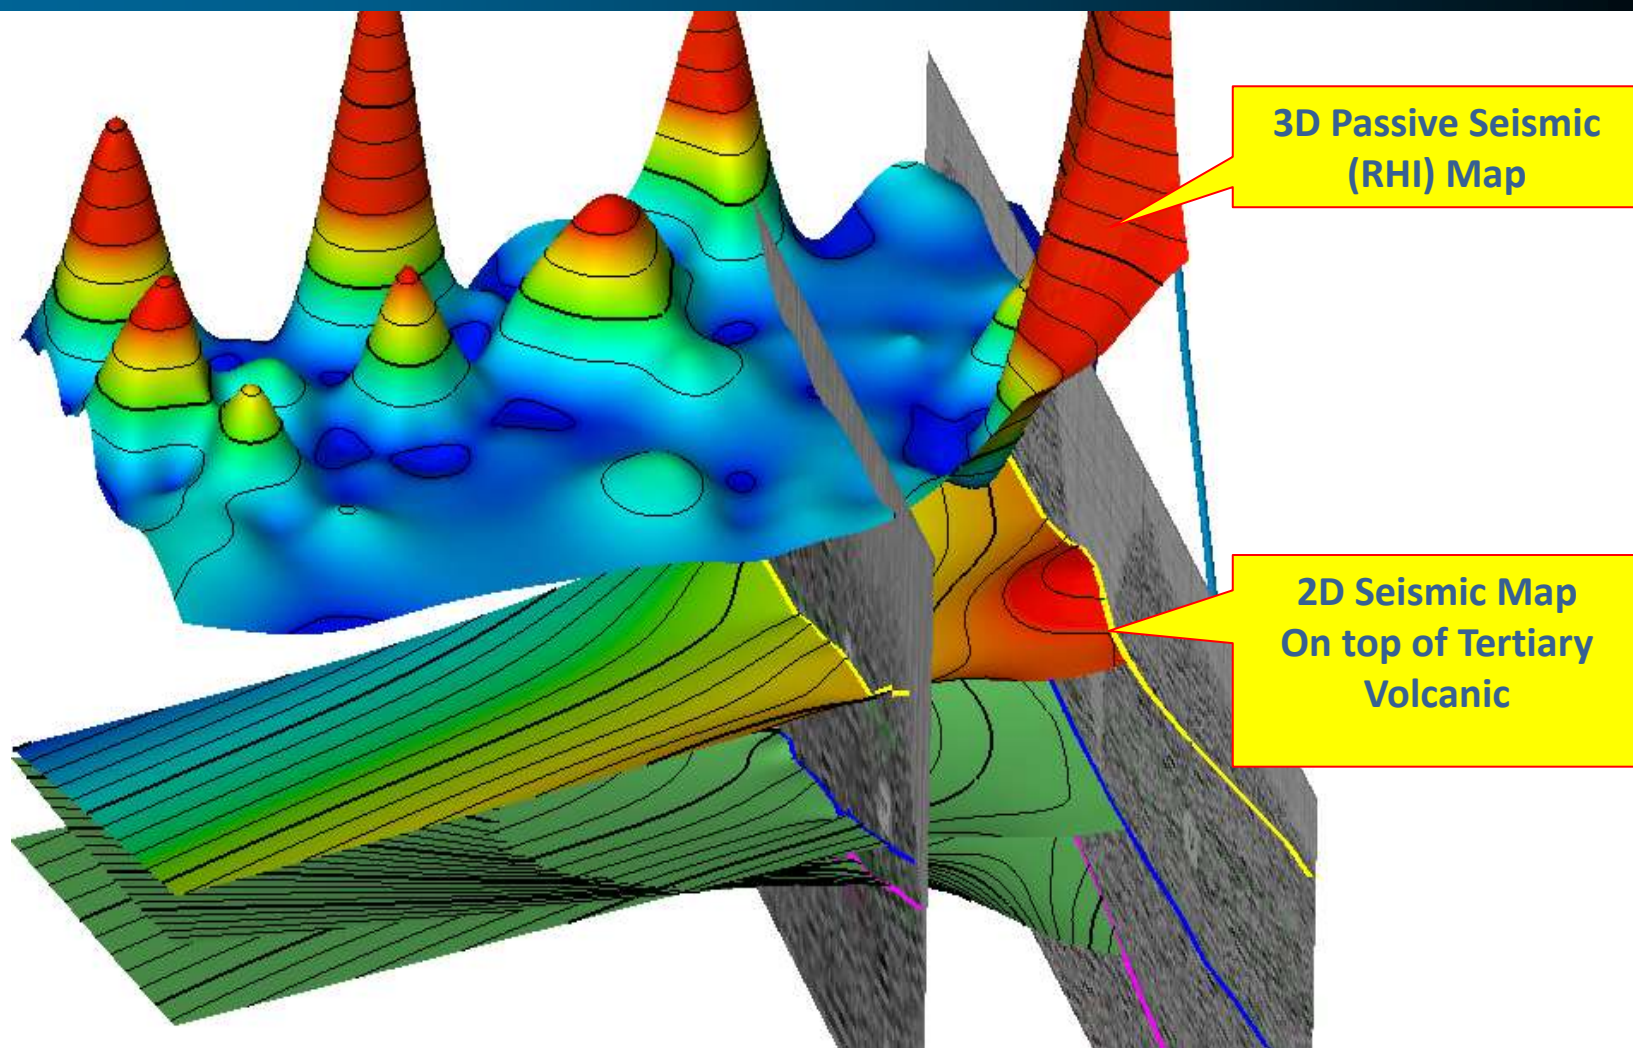 3D Passive Seismic
(RHI) Map
2D Seismic Map
On top of Tertiary
Volcanic